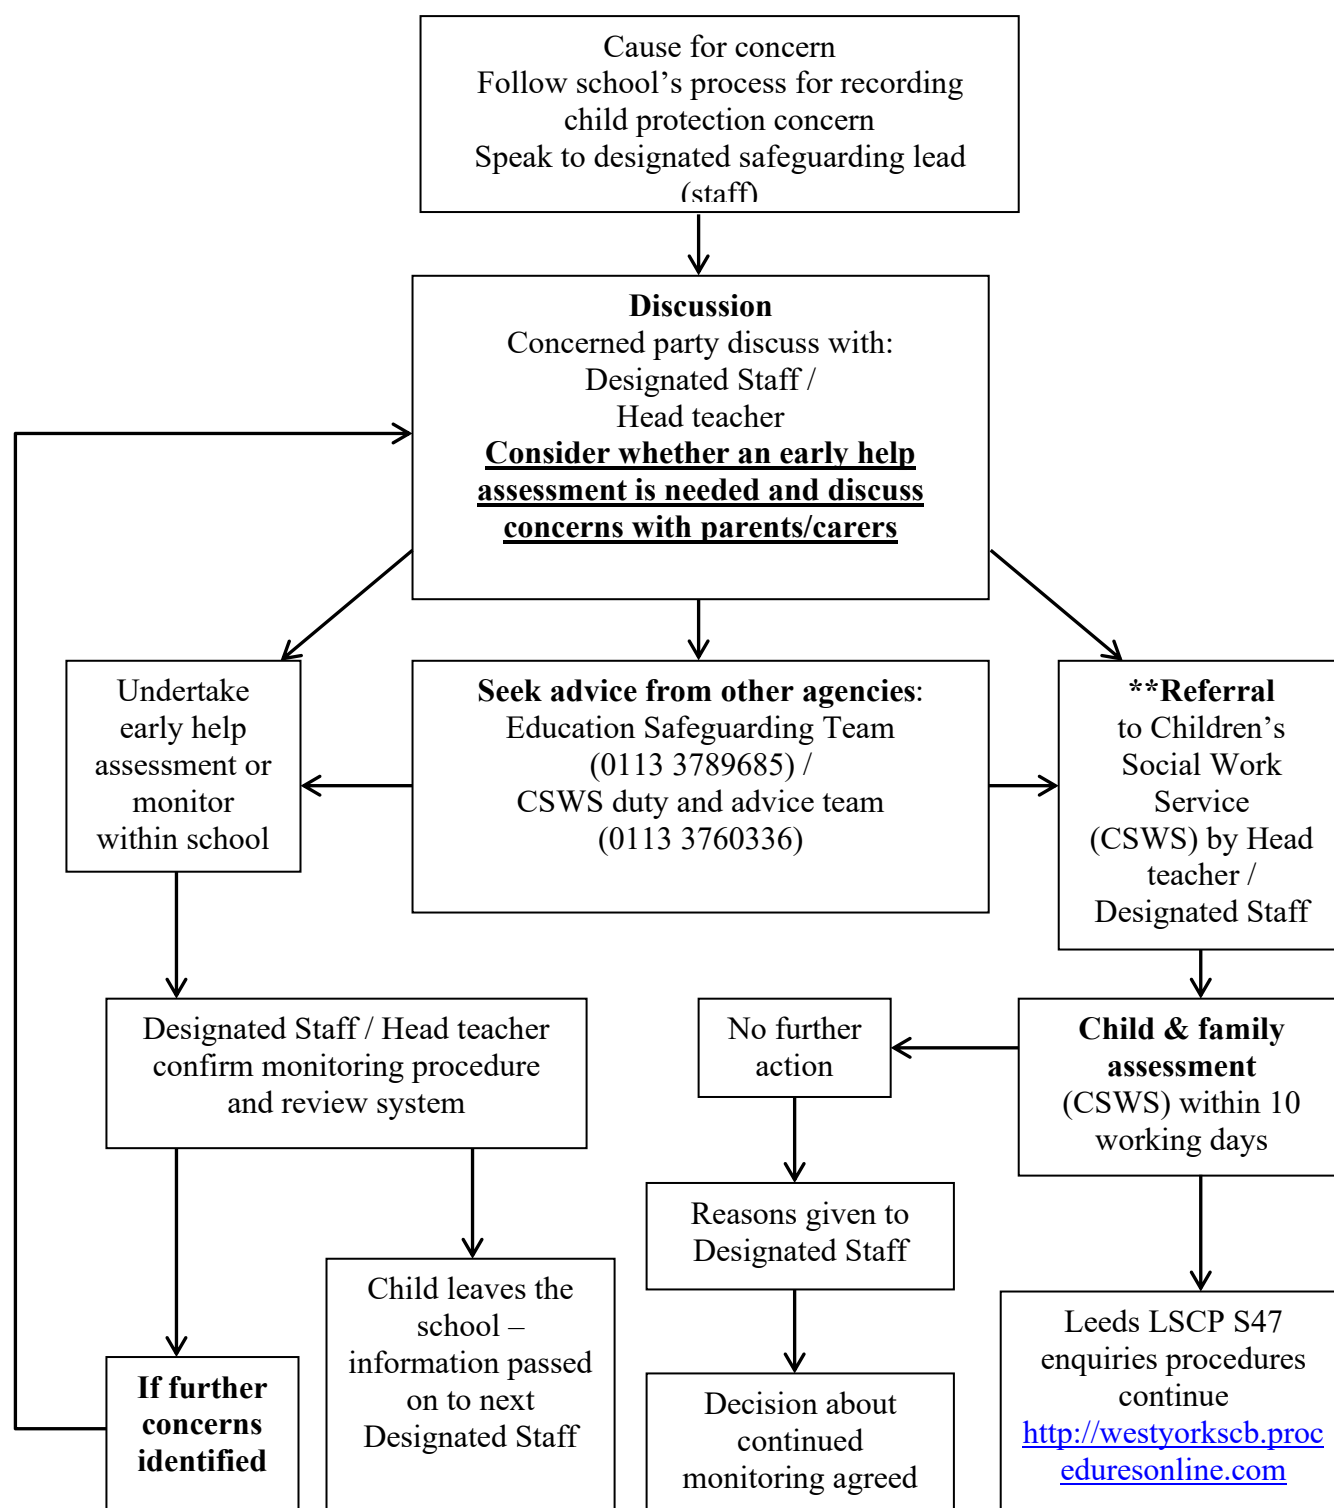 Cause for concern
Follow school’s process for recording
child protection concern
Speak to designated safeguarding lead
(staff)
Discussion
Concerned party discuss with:
Designated Staff /
Head teacher
Consider whether an early help
assessment is needed and discuss
concerns with parents/carers
Undertake
early help
assessment or
monitor
within school
Seek advice from other agencies:
Education Safeguarding Team
(0113 3789685) /
CSWS duty and advice team
(0113 3760336)
**Referral
to Children’s
Social Work
Service
(CSWS) by Head
teacher /
Designated Staff
Designated Staff / Head teacher
confirm monitoring procedure
and review system
No further
action
Child & family
assessment
(CSWS) within 10
working days
Reasons given to
Designated Staff
Child leaves the
school –
information passed
on to next
Designated Staff
Leeds LSCP S47
enquiries procedures
continue
http://westyorkscb.proc
eduresonline.com
If further
concerns
identified
Decision about
continued
monitoring agreed